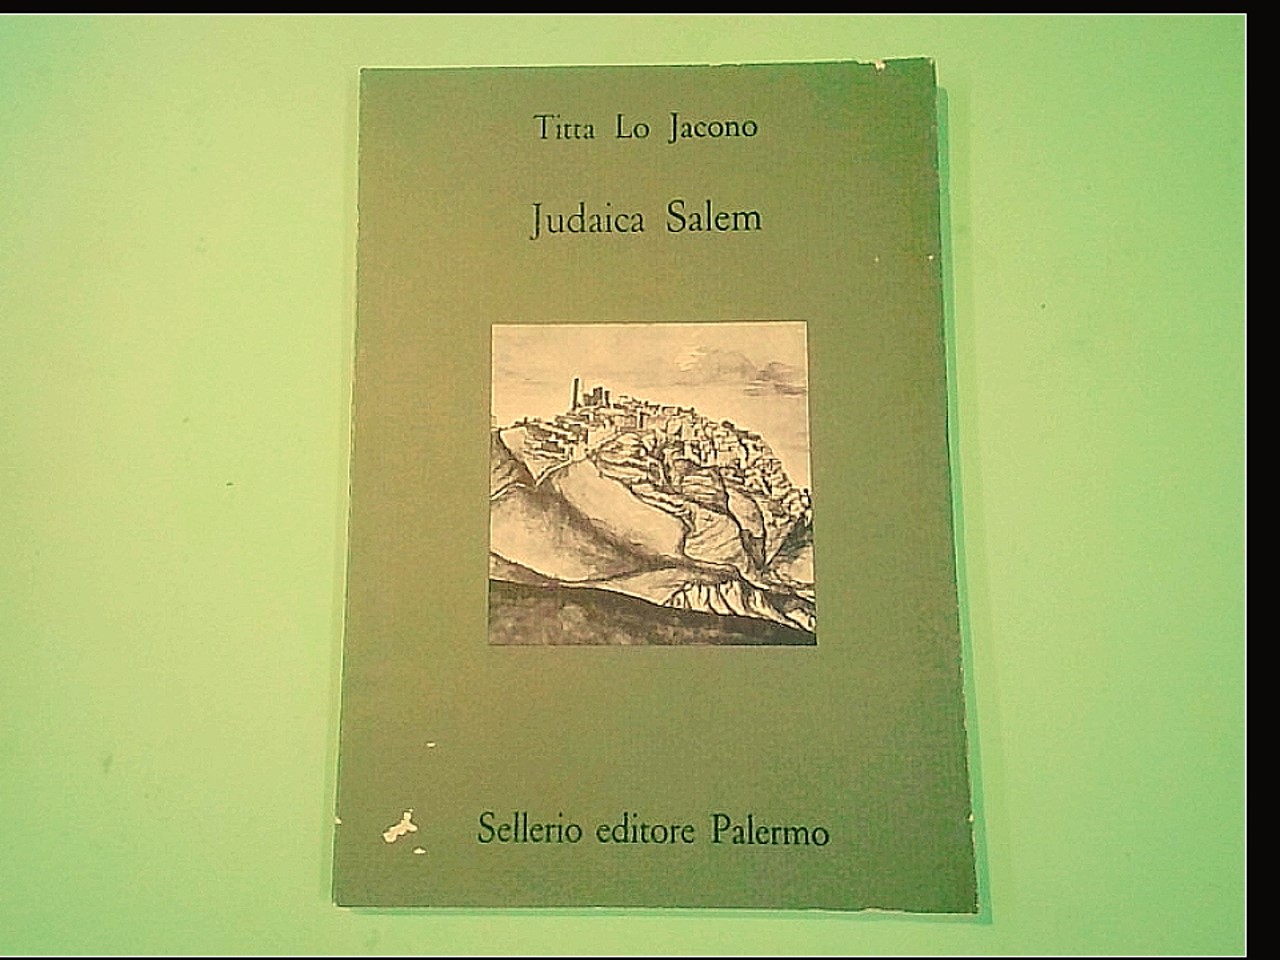 Titta Lo Jacono
Judaica Salem
Sellerio editore Palermo